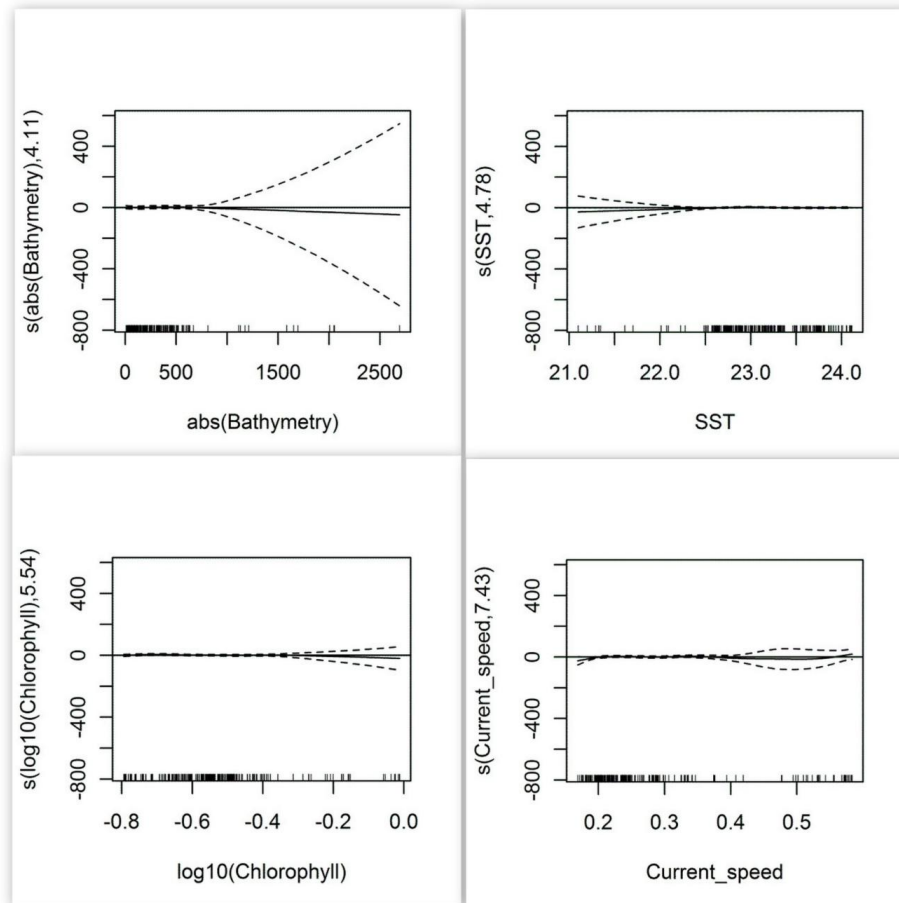 s(abs(Bathymetry),4.11)
400
0
-400
-800
0 500 1500 2500
abs(Bathymetry)
s(SST,4.78)
400
0
-400
-800
21.0 22.0 23.0 24.0
SST
s(log10(Chlorophyll),5.54)
400
0
-400
-800
-0.8 -0.6 -0.4 -0.2 0.0
log10(Chlorophyll)
s(Current_speed,7.43)
400
0
-400
-800
0.2 0.3 0.4 0.5
Current_speed